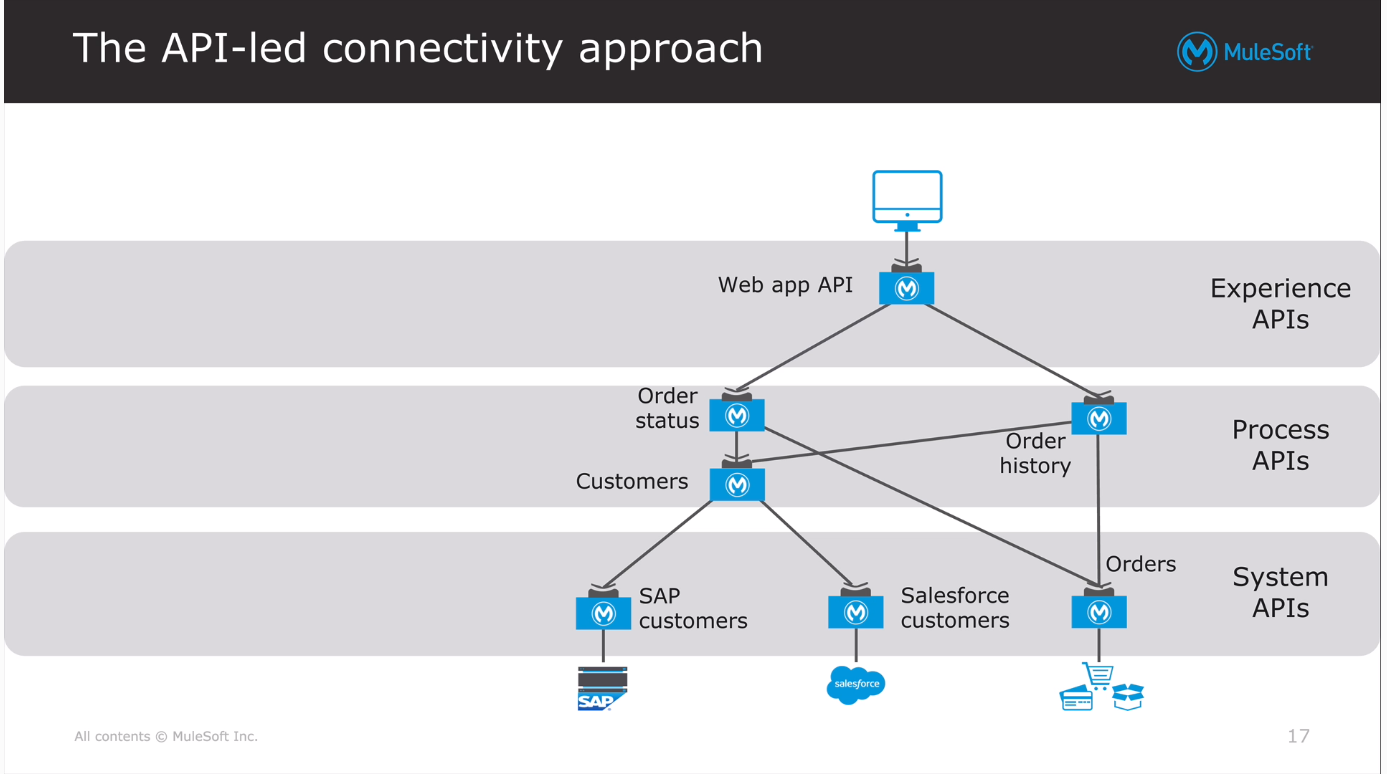 The API-led connectivity approach
MuleSoft
Web app API
Experience
APIs
Order
status
Order
history
Process
APIs
Customers
Orders
SAP
customers
Salesforce
customers
System
APIs
SAP
salesforce
All contents © MuleSoft Inc.
17